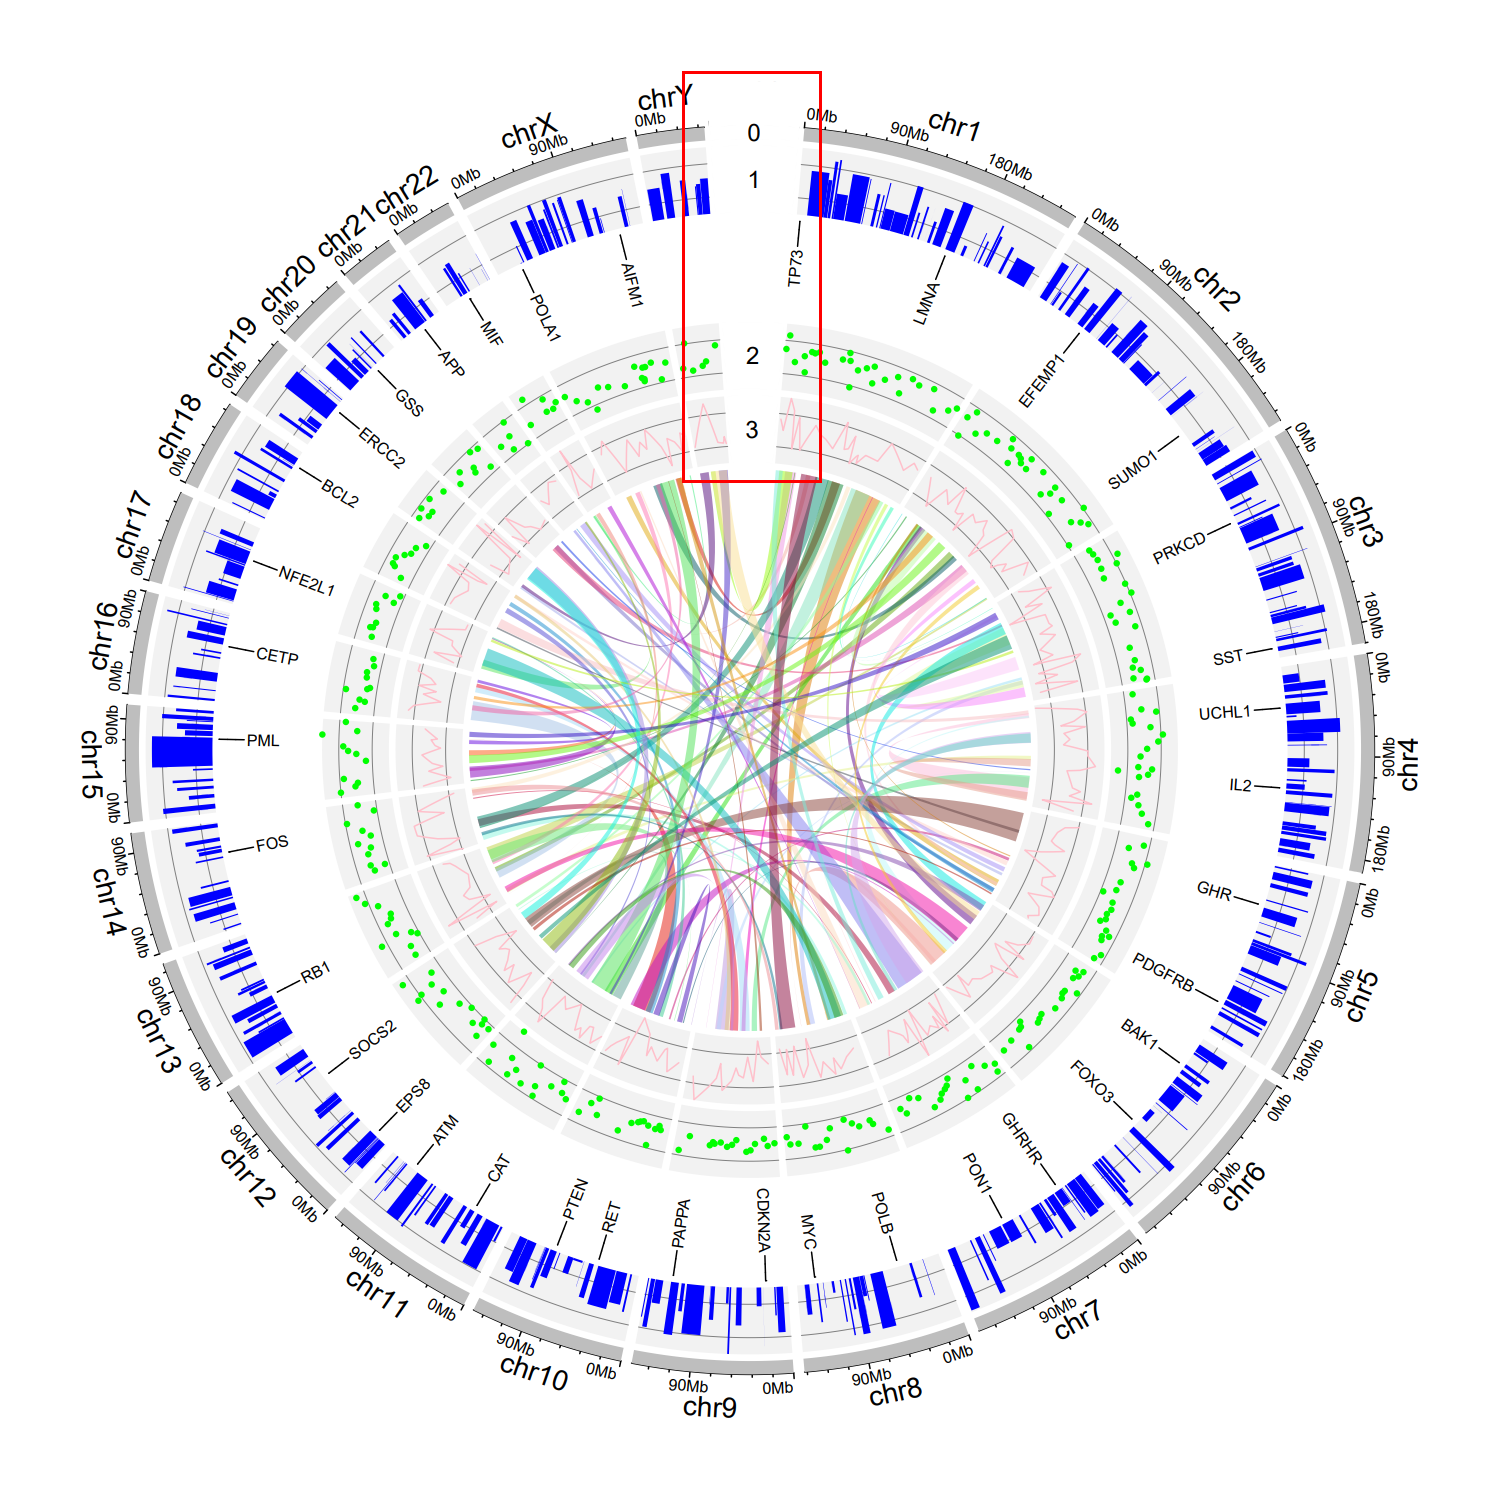 0
1
2
3
chr1
0Mb
90Mb
180Mb
chr2
0Mb
90Mb
180Mb
chr3
0Mb
90Mb
180Mb
chr4
0Mb
90Mb
180Mb
chr5
0Mb
90Mb
180Mb
chr6
0Mb
90Mb
chr7
0Mb
90Mb
chr8
0Mb
90Mb
chr9
0Mb
90Mb
chr10
0Mb
90Mb
chr11
0Mb
90Mb
chr12
0Mb
90Mb
chr13
0Mb
90Mb
chr14
0Mb
90Mb
chr15
0Mb
90Mb
chr16
0Mb
90Mb
chr17
0Mb
chr18
0Mb
chr19
0Mb
chr20
0Mb
chr21
0Mb
chr22
0Mb
chrX
0Mb
90Mb
chrY
0Mb
TP73
LMNA
EFEMP1
SUMO1
PRKCD
SST
UCHL1
IL2
GHR
PDGFRB
BAK1
FOXO3
GHRHR
PON1
POLB
MYC
CDKN2A
PAPPA
RET
PTEN
CAT
ATM
EPS8
SOCS2
RB1
FOS
PML
CETP
NFE2L1
BCL2
ERCC2
GSS
APP
MIF
POLA1
AIFM1